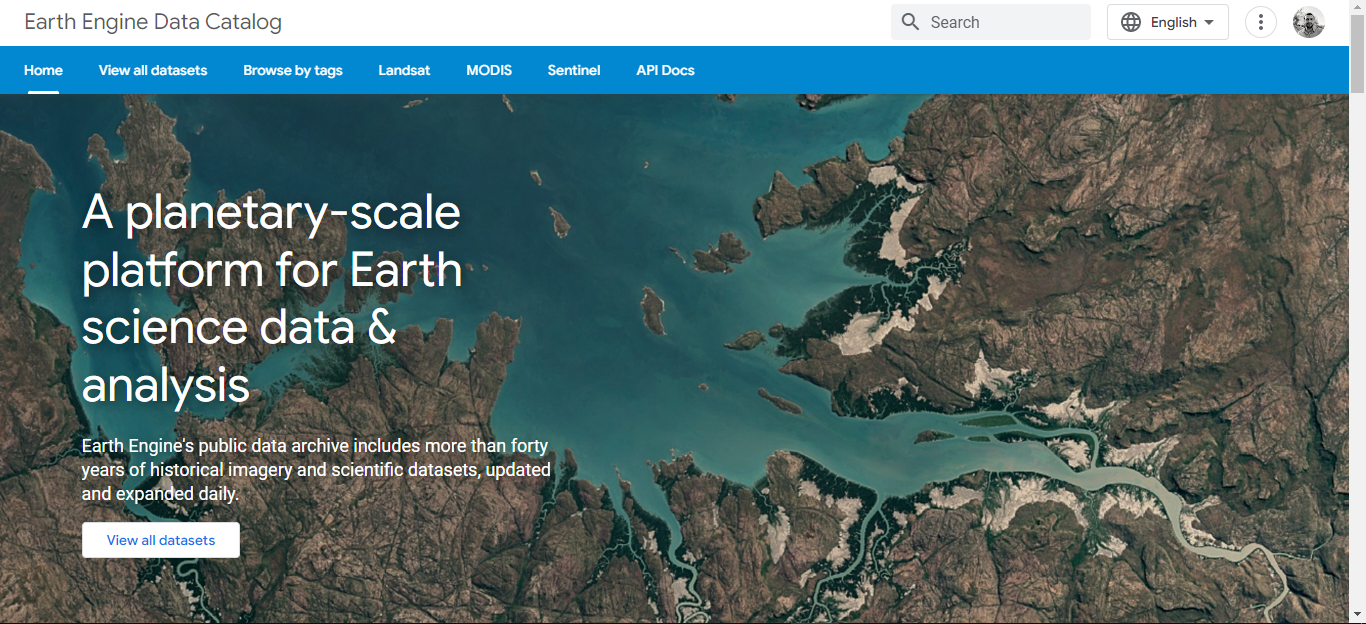 Earth Engine Data Catalog
Search
English
Home
View all datasets
Browse by tags
Landsat
MODIS
Sentinel
API Docs
A planetary-scale
platform for Earth
science data &
analysis
Earth Engine's public data archive includes more than forty
years of historical imagery and scientific datasets, updated
and expanded daily.
View all datasets